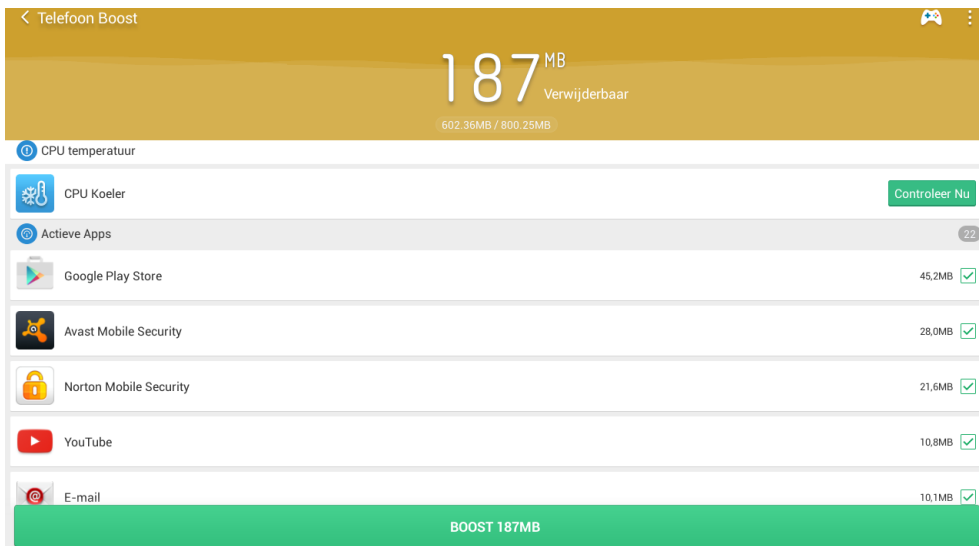 Telefoon Boost
187 MB
Verwijderbaar
602.36MB / 800.25MB
CPU temperatuur
CPU Koeler
Controleer Nu
Actieve Apps
22
Google Play Store
45,2MB
Avast Mobile Security
28,0MB
Norton Mobile Security
21,6MB
YouTube
10,8MB
E-mail
10,1MB
BOOST 187MB